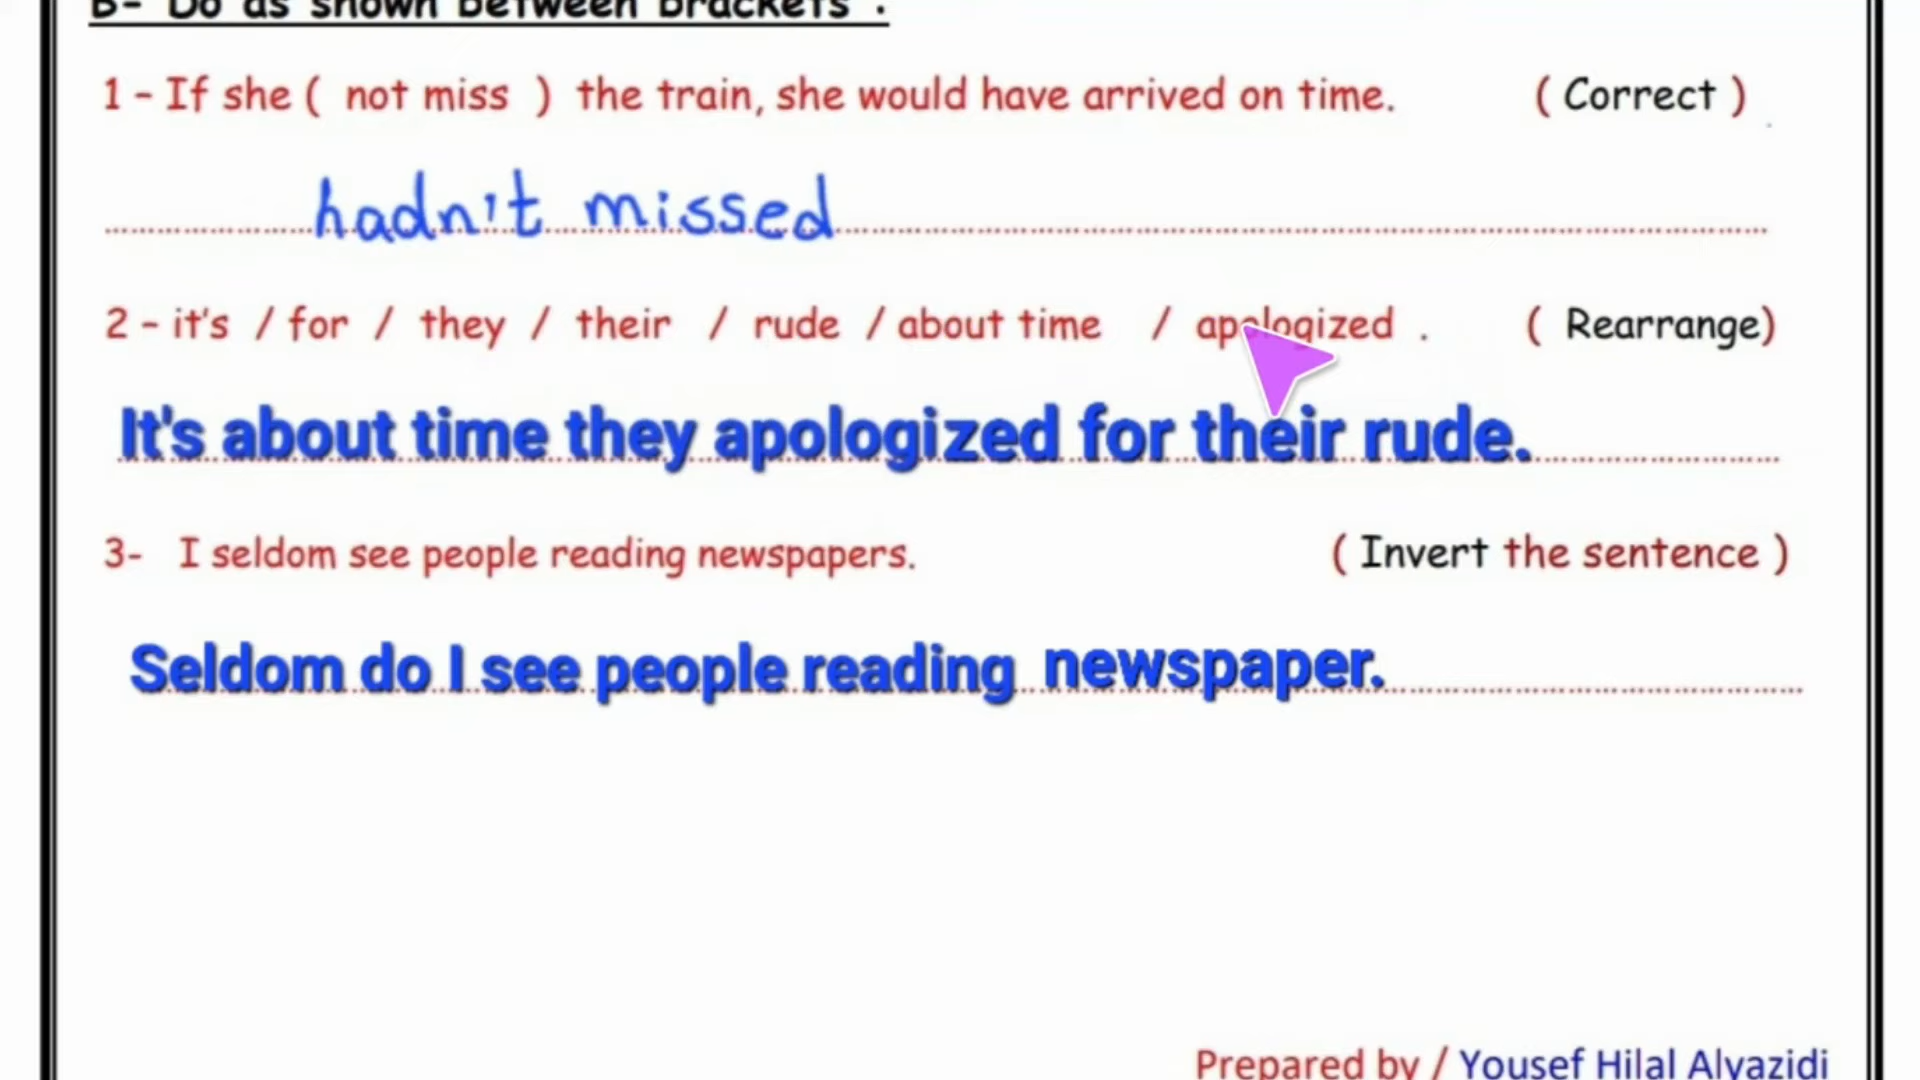 B- Do as shown between brackets :
1 - If she ( not miss ) the train, she would have arrived on time. ( Correct )
hadn't missed
2 - it's / for / they / their / rude / about time / apologized . ( Rearrange)
It's about time they apologized for their rude.
3- I seldom see people reading newspapers. ( Invert the sentence )
Seldom do I see people reading newspaper.
Prepared by / Yousef Hilal Alyazidi